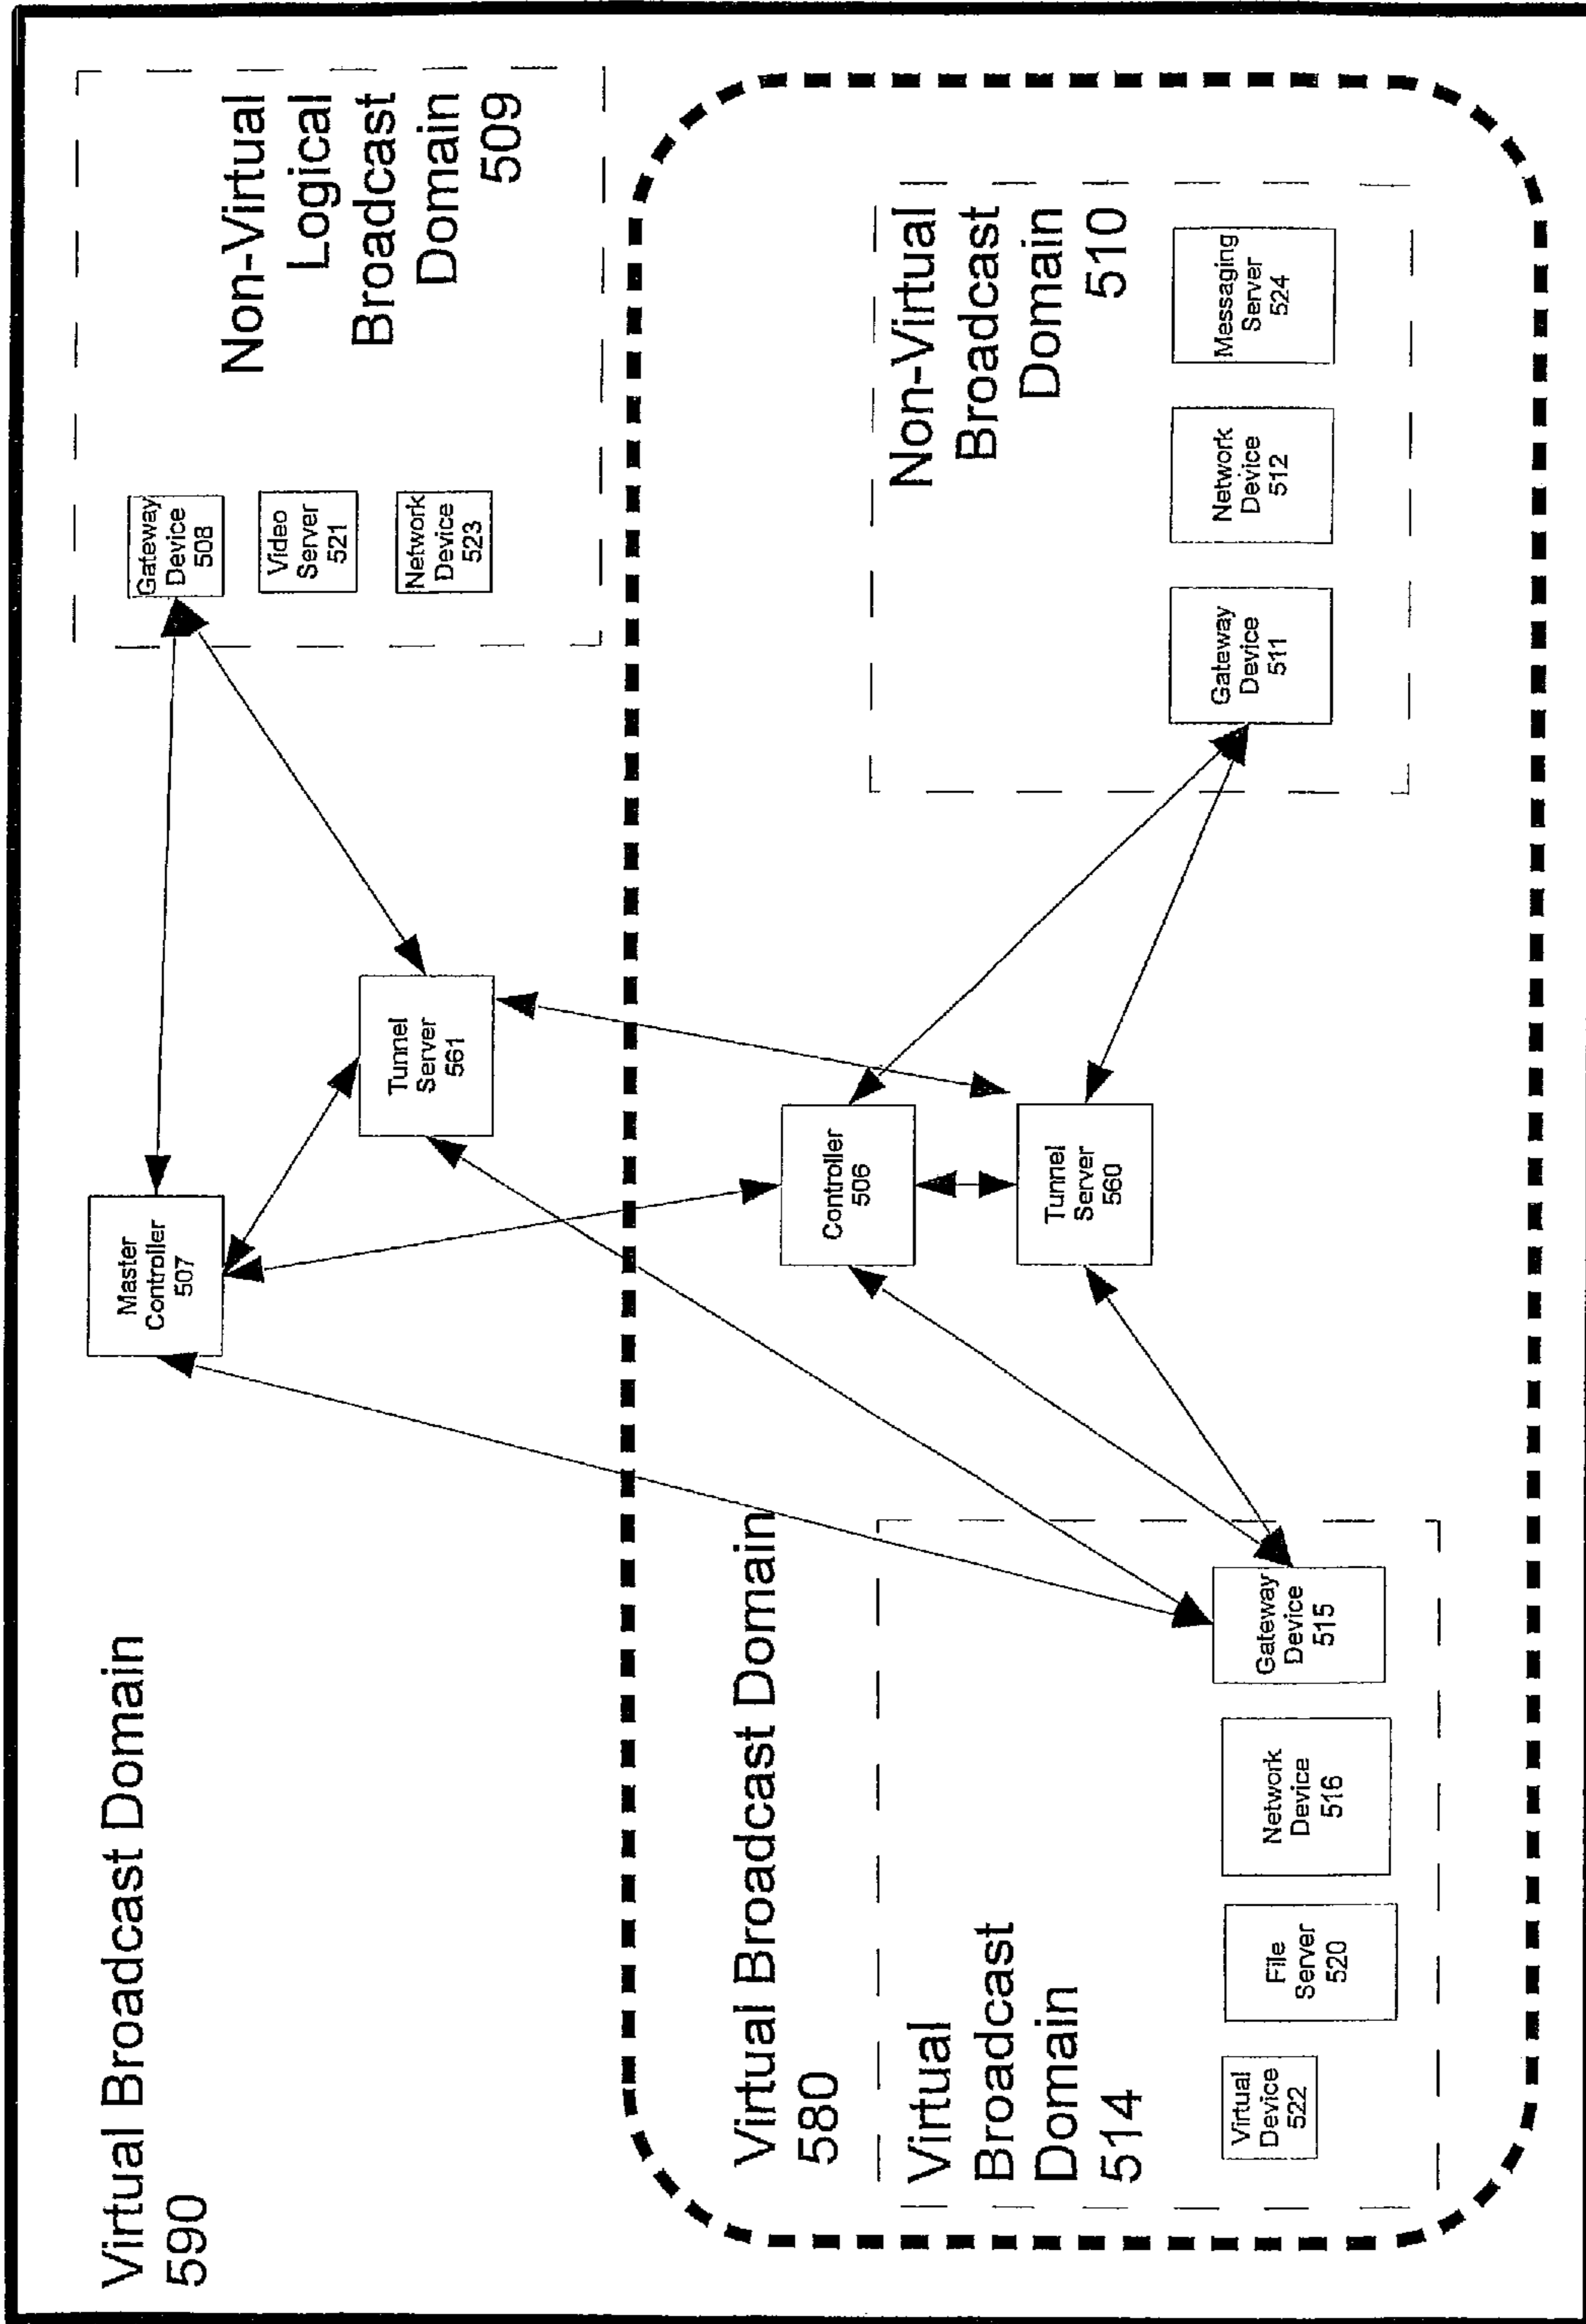 Virtual Broadcast Domain
590
Master
Controller
507
Gateway
Device
508
Video
Server
521
Network
Device
523
Non-Virtual
Logical
Broadcast
Domain
509
Tunnel
Server
561
Virtual Broadcast Domain
580
Controller
506
Tunnel
Server
560
Virtual
Broadcast
Domain
514
Virtual
Device
522
File
Server
520
Network
Device
516
Gateway
Device
515
Non-Virtual
Broadcast
Domain
510
Gateway
Device
511
Network
Device
512
Messaging
Server
524